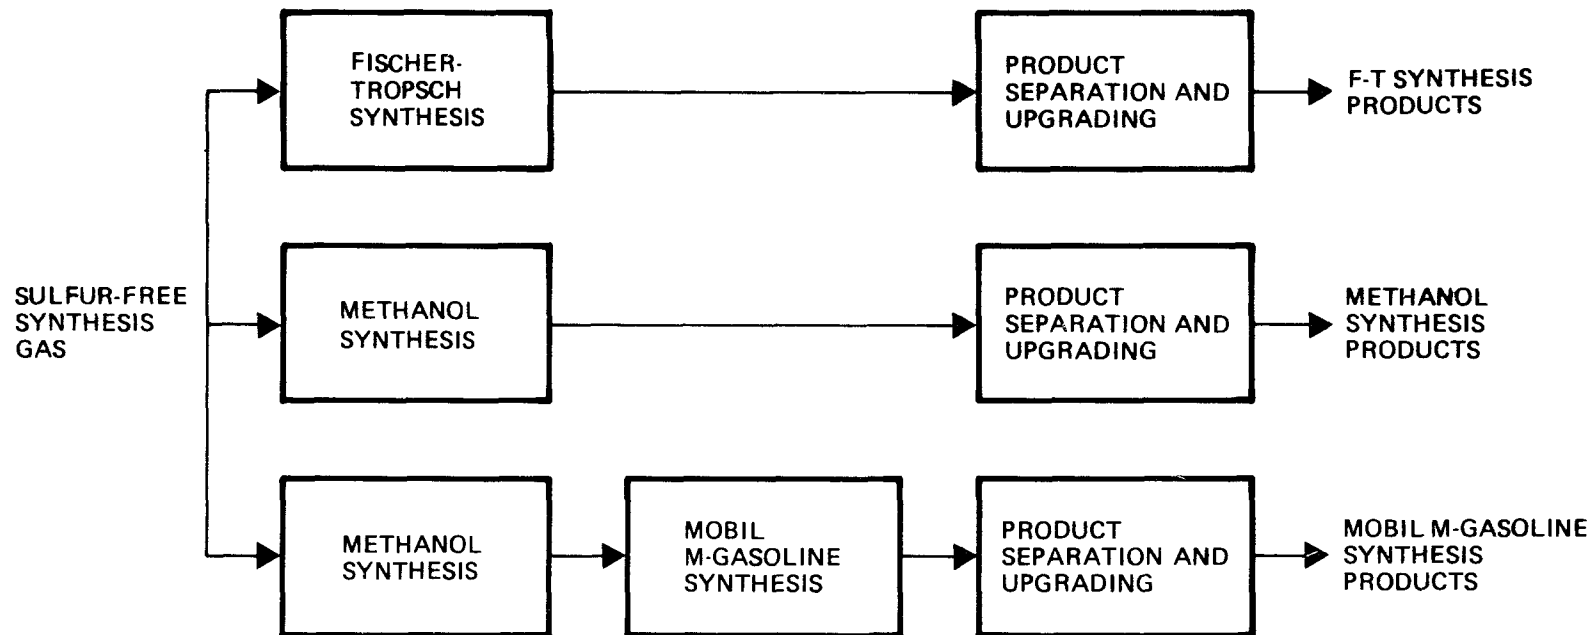 FISCHER-
TROPSCH
SYNTHESIS
PRODUCT
SEPARATION AND
UPGRADING
F-T SYNTHESIS
PRODUCTS
SULFUR-FREE
SYNTHESIS
GAS
METHANOL
SYNTHESIS
PRODUCT
SEPARATION AND
UPGRADING
METHANOL
SYNTHESIS
PRODUCTS
METHANOL
SYNTHESIS
MOBIL
M-GASOLINE
SYNTHESIS
PRODUCT
SEPARATION AND
UPGRADING
MOBIL M-GASOLINE
SYNTHESIS
PRODUCTS